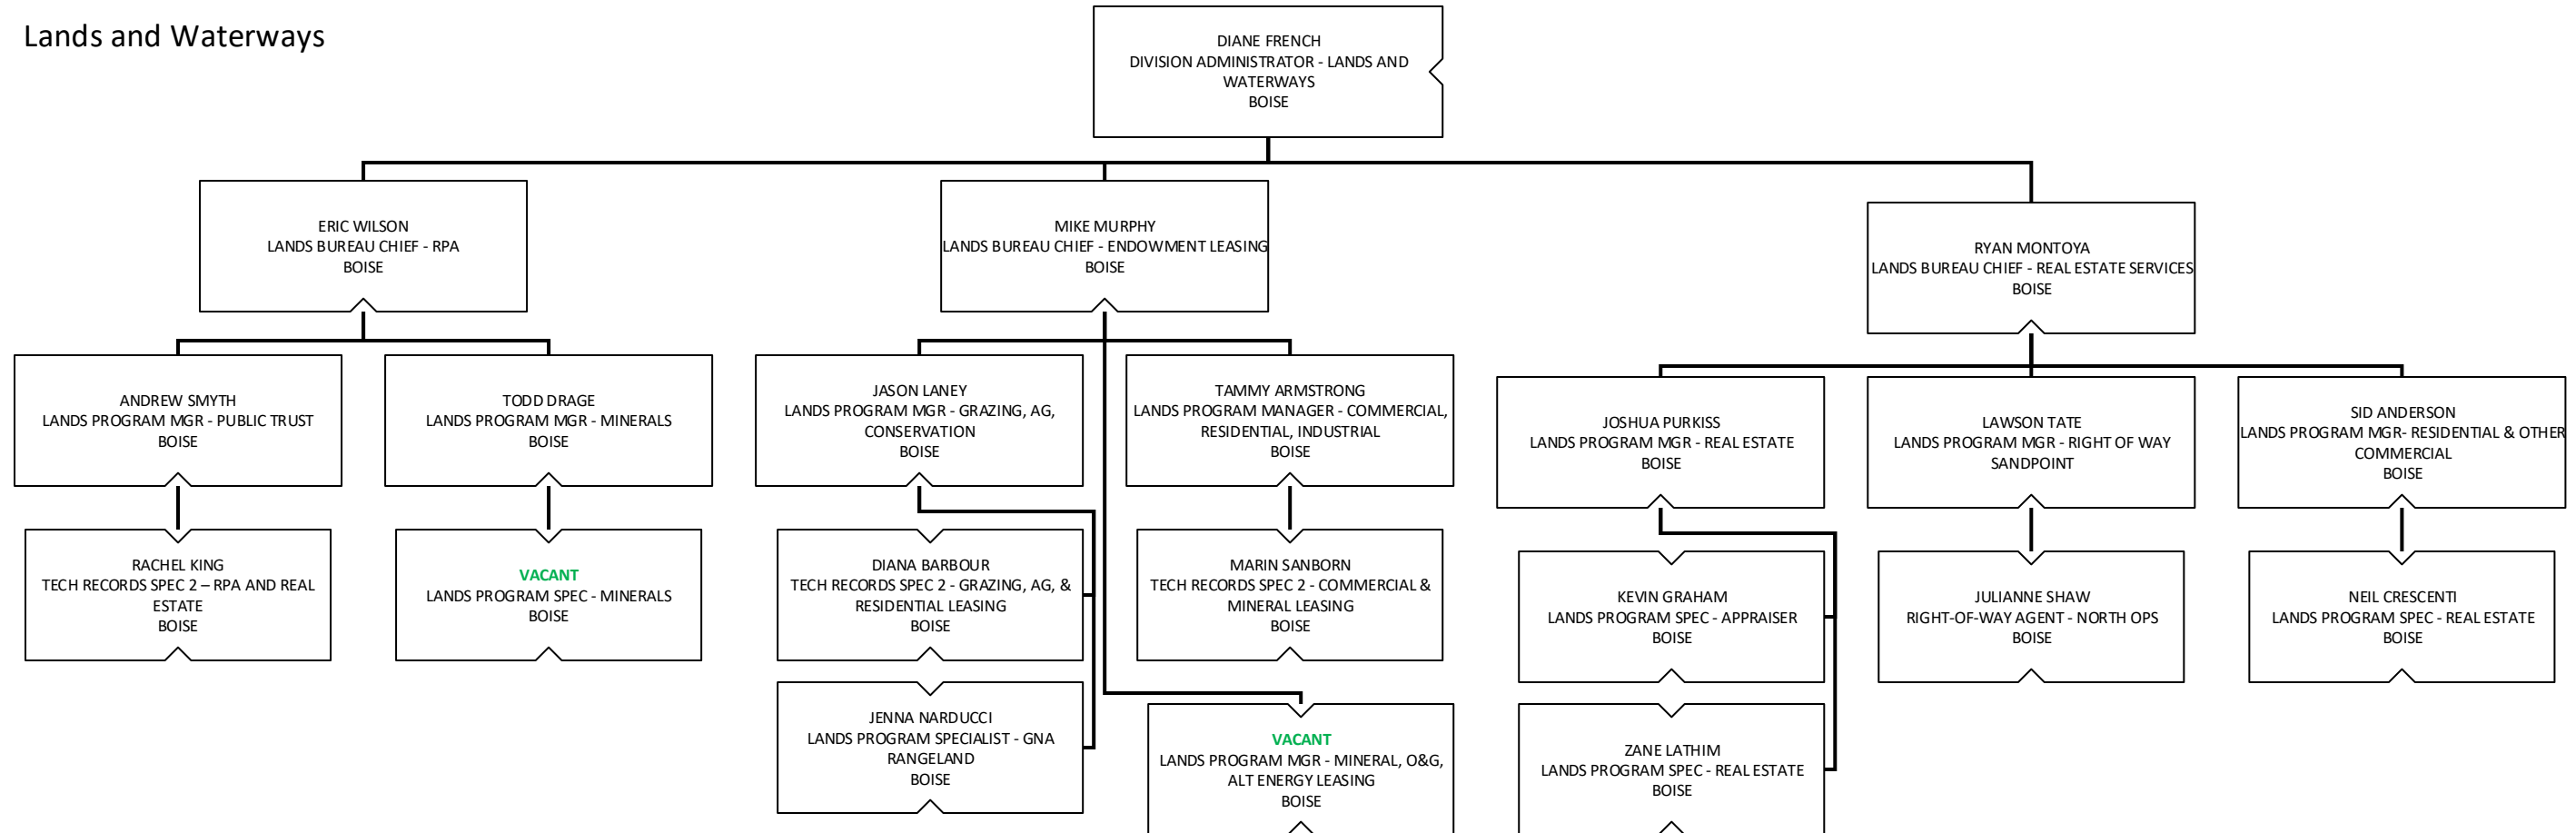 Lands and Waterways
DIANE FRENCH
DIVISION ADMINISTRATOR - LANDS AND
WATERWAYS
BOISE
ERIC WILSON
LANDS BUREAU CHIEF - RPA
BOISE
MIKE MURPHY
LANDS BUREAU CHIEF - ENDOWMENT LEASING
BOISE
RYAN MONTOYA
LANDS BUREAU CHIEF - REAL ESTATE SERVICES
BOISE
ANDREW SMYTH
LANDS PROGRAM MGR - PUBLIC TRUST
BOISE
TODD DRAGE
LANDS PROGRAM MGR - MINERALS
BOISE
JASON LANEY
LANDS PROGRAM MGR - GRAZING, AG,
CONSERVATION
BOISE
TAMMY ARMSTRONG
LANDS PROGRAM MANAGER - COMMERCIAL,
RESIDENTIAL, INDUSTRIAL
BOISE
JOSHUA PURKISS
LANDS PROGRAM MGR - REAL ESTATE
BOISE
LAWSON TATE
LANDS PROGRAM MGR - RIGHT OF WAY
SANDPOINT
SID ANDERSON
LANDS PROGRAM MGR- RESIDENTIAL & OTHER
COMMERCIAL
BOISE
RACHEL KING
TECH RECORDS SPEC 2 – RPA AND REAL
ESTATE
BOISE
VACANT
LANDS PROGRAM SPEC - MINERALS
BOISE
DIANA BARBOUR
TECH RECORDS SPEC 2 - GRAZING, AG, &
RESIDENTIAL LEASING
BOISE
MARIN SANBORN
TECH RECORDS SPEC 2 - COMMERCIAL &
MINERAL LEASING
BOISE
KEVIN GRAHAM
LANDS PROGRAM SPEC - APPRAISER
BOISE
JULIANNE SHAW
RIGHT-OF-WAY AGENT - NORTH OPS
BOISE
NEIL CRESCENTI
LANDS PROGRAM SPEC - REAL ESTATE
BOISE
JENNA NARDUCCI
LANDS PROGRAM SPECIALIST - GNA
RANGELAND
BOISE
VACANT
LANDS PROGRAM MGR - MINERAL, O&G,
ALT ENERGY LEASING
BOISE
ZANE LATHIM
LANDS PROGRAM SPEC - REAL ESTATE
BOISE